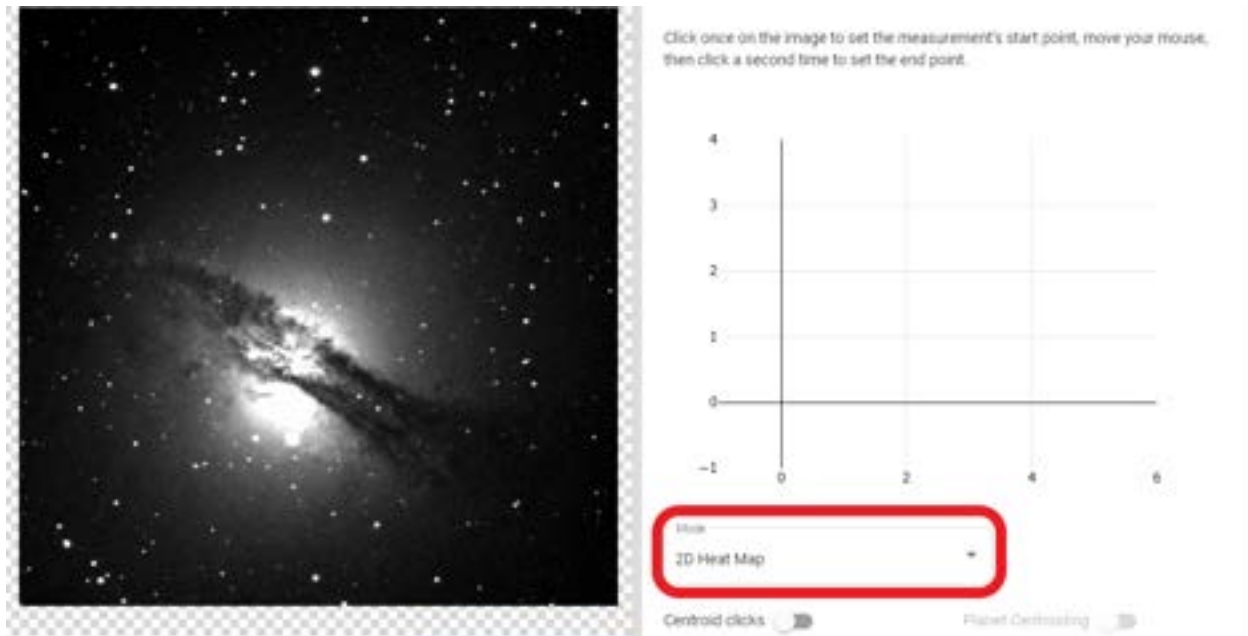 Click once on the image to set the measurement's start point, move your mouse,
then click a second time to set the end point.
4
3
2
1
0
−1
0
2
4
6
Mode
2D Heat Map
Centroid clicks
Planet Centroiding